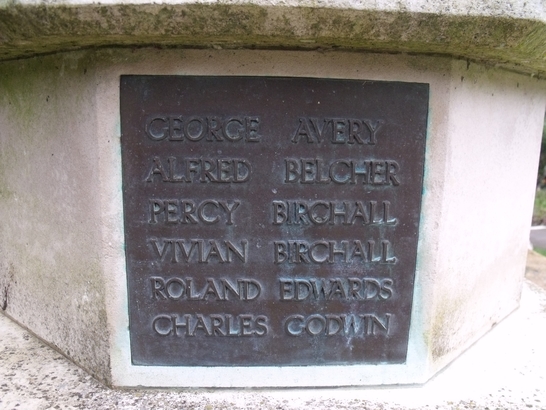 GEORGE AVERY
ALFRED BELCHER
PERCY BIRCHALL
VIVIAN BIRCHALL
ROLAND EDWARDS
CHARLES GODWIN